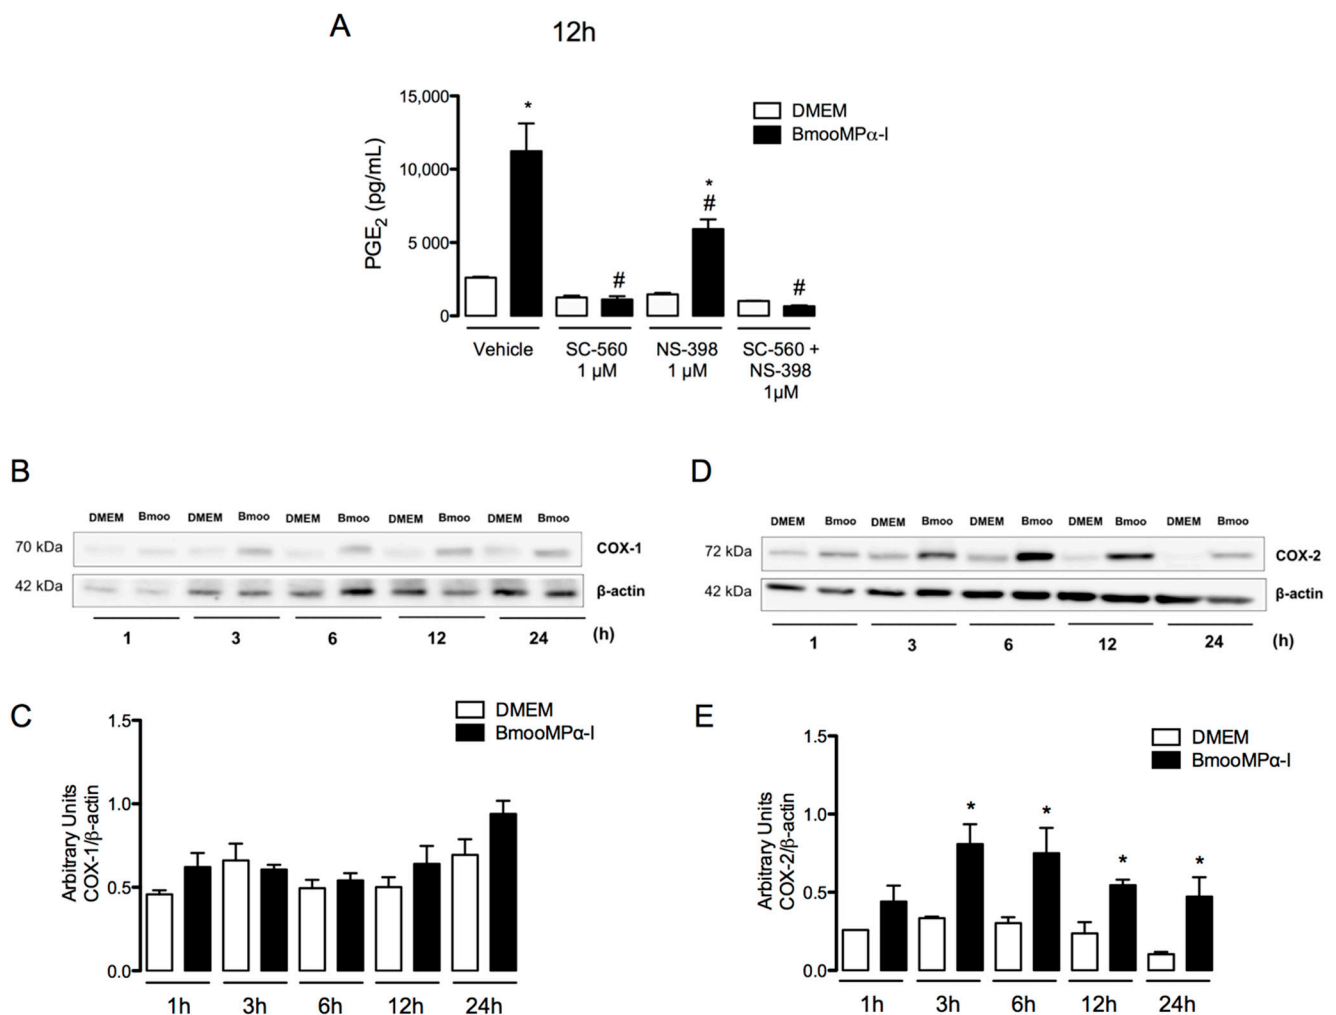 A
12h
15,000
10,000
5 000
0
PGE2 (pg/mL)
DMEM
BmooMPα-I
*
#
*
#
#
Vehicle
SC-560
1 µM
NS-398
1 µM
SC-560 +
NS-398
1µM
B
DMEM Bmoo DMEM Bmoo DMEM Bmoo DMEM Bmoo DMEM Bmoo
70 kDa
COX-1
42 kDa
β-actin
1 3 6 12 24 (h)
D
DMEM Bmoo DMEM Bmoo DMEM Bmoo DMEM Bmoo DMEM Bmoo
72 kDa
COX-2
42 kDa
β-actin
1 3 6 12 24 (h)
C
DMEM
BmooMPα-I
1.5
1.0
0.5
0.0
Arbitrary Units
COX-1/β-actin
1h 3h 6h 12h 24h
E
DMEM
BmooMPα-I
1.5
1.0
0.5
0.0
Arbitrary Units
COX-2/β-actin
* * * *
1h 3h 6h 12h 24h